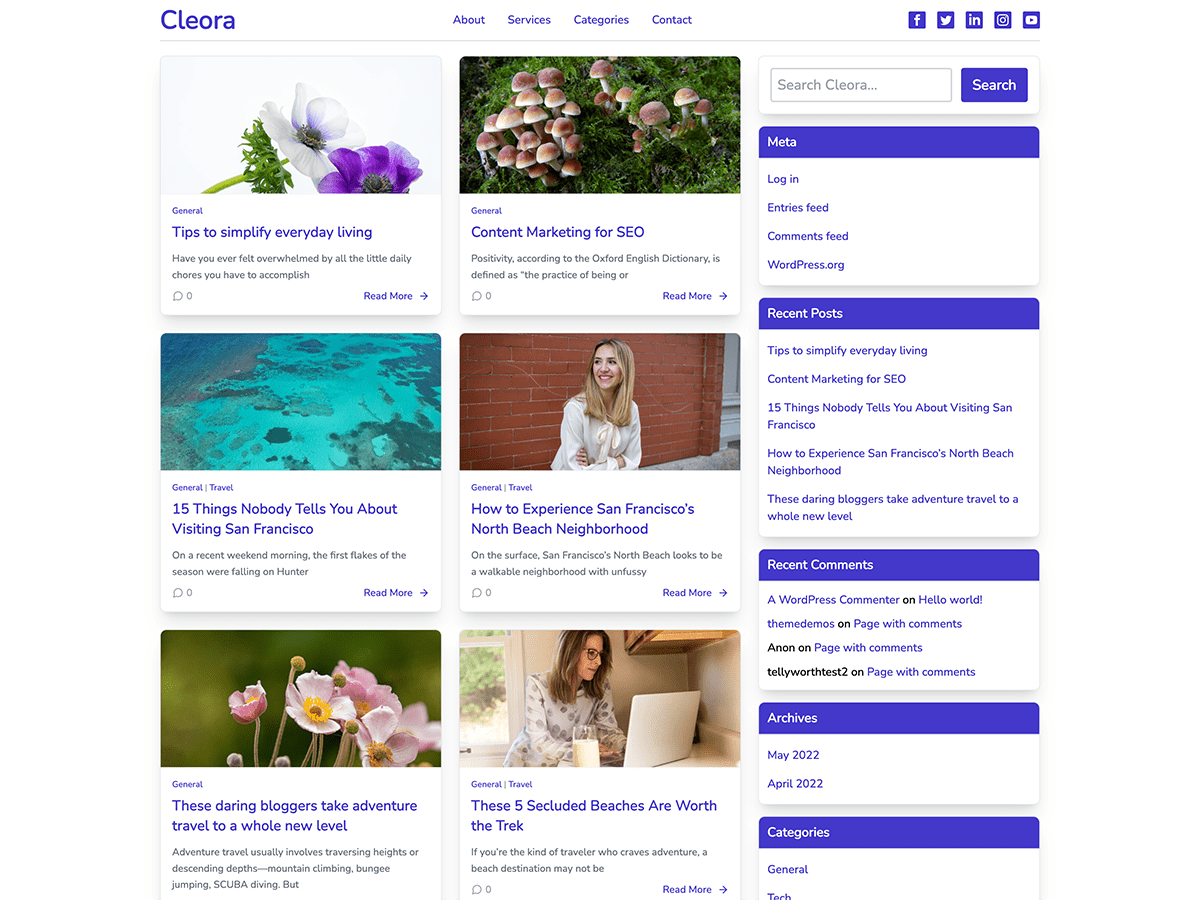 Cleora
About
Services
Categories
Contact
General
Tips to simplify everyday living
Have you ever felt overwhelmed by all the little daily
chores you have to accomplish
0
Read More
General
Content Marketing for SEO
Positivity, according to the Oxford English Dictionary, is
defined as “the practice of being or
0
Read More
General | Travel
15 Things Nobody Tells You About
Visiting San Francisco
On a recent weekend morning, the first flakes of the
season were falling on Hunter
0
Read More
General | Travel
How to Experience San Francisco’s
North Beach Neighborhood
On the surface, San Francisco’s North Beach looks to be
a walkable neighborhood with unfussy
0
Read More
General
These daring bloggers take adventure
travel to a whole new level
Adventure travel usually involves traversing heights or
descending depths—mountain climbing, bungee
jumping, SCUBA diving. But
General | Travel
These 5 Secluded Beaches Are Worth
the Trek
If you’re the kind of traveler who craves adventure, a
beach destination may not be
0
Read More
Search Cleora...
Search
Meta
Log in
Entries feed
Comments feed
WordPress.org
Recent Posts
Tips to simplify everyday living
Content Marketing for SEO
15 Things Nobody Tells You About Visiting San
Francisco
How to Experience San Francisco’s North Beach
Neighborhood
These daring bloggers take adventure travel to a
whole new level
Recent Comments
A WordPress Commenter on Hello world!
themedemos on Page with comments
Anon on Page with comments
tellyworthtest2 on Page with comments
Archives
May 2022
April 2022
Categories
General
Tech